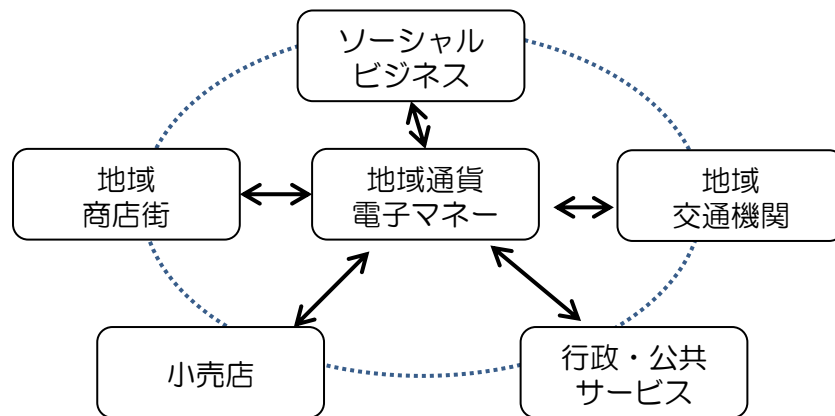 ソーシャル
ビジネス
地域
商店街
地域通貨
電子マネー
地域
交通機関
小売店
行政・公共
サービス